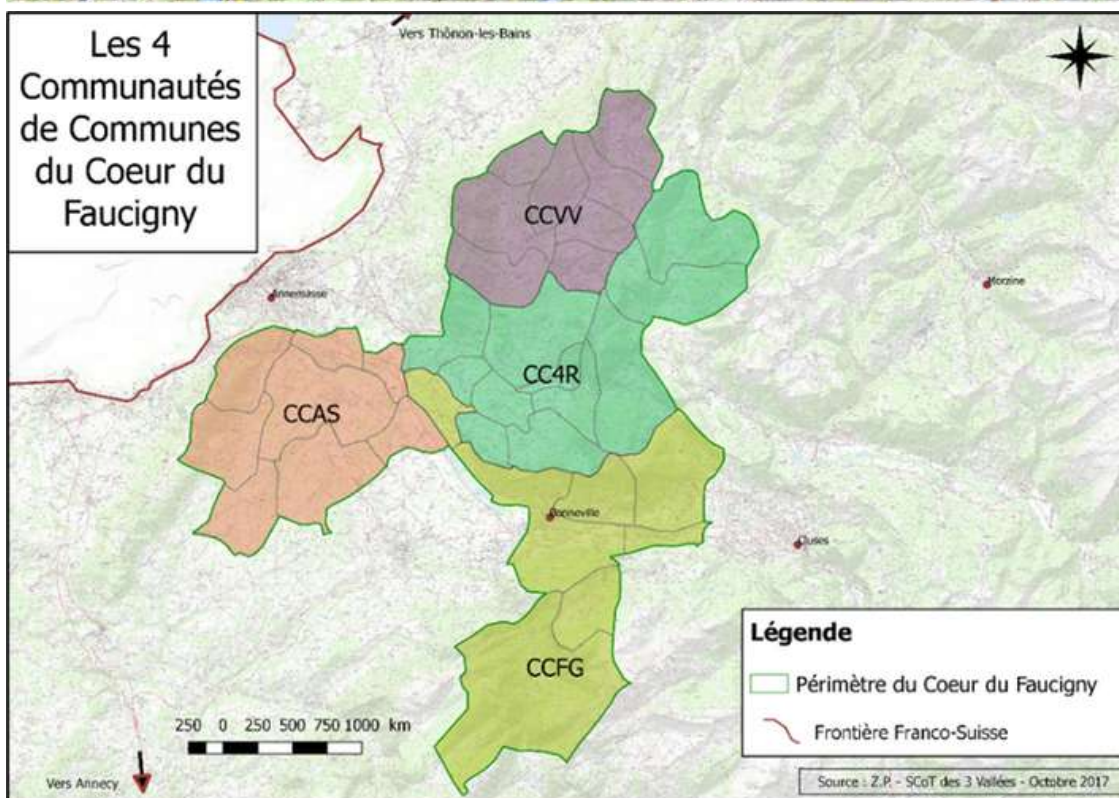 Les 4
Communautés
de Communes
du Coeur du
Faucigny
Vers Thônon-les-Bains
CCVV
Annemasse
Morzine
CC4R
CCAS
Bonneville
Cluses
CCFG
Légende
Périmètre du Coeur du Faucigny
Frontière Franco-Suisse
250 0 250 500 750 1000 km
Vers Annecy
Source : Z.P. - SCoT des 3 Vallées - Octobre 2017